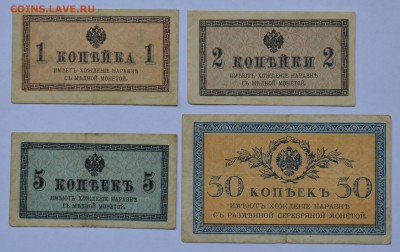 COINS.LAVE.RU
1 КОПѢЙКА 1
ИМѢЕТЪ ХОЖДЕНІЕ НАРАВНѢ
СЪ МѢДНОЙ МОНЕТОЙ.
2 КОПѢЙКИ 2
ИМѢЮТЪ ХОЖДЕНІЕ НАРАВНѢ
СЪ МѢДНОЙ МОНЕТОЙ.
5 КОПѢЕКЪ 5
ИМѢЮТЪ ХОЖДЕНІЕ НАРАВНѢ
СЪ МѢДНОЙ МОНЕТОЙ.
50 КОПѢЕКЪ 50
ИМѢЮТЪ ХОЖДЕНІЕ НАРАВНѢ
СЪ РАЗМѢННОЙ СЕРЕБРЯНОЙ МОНЕТОЙ.